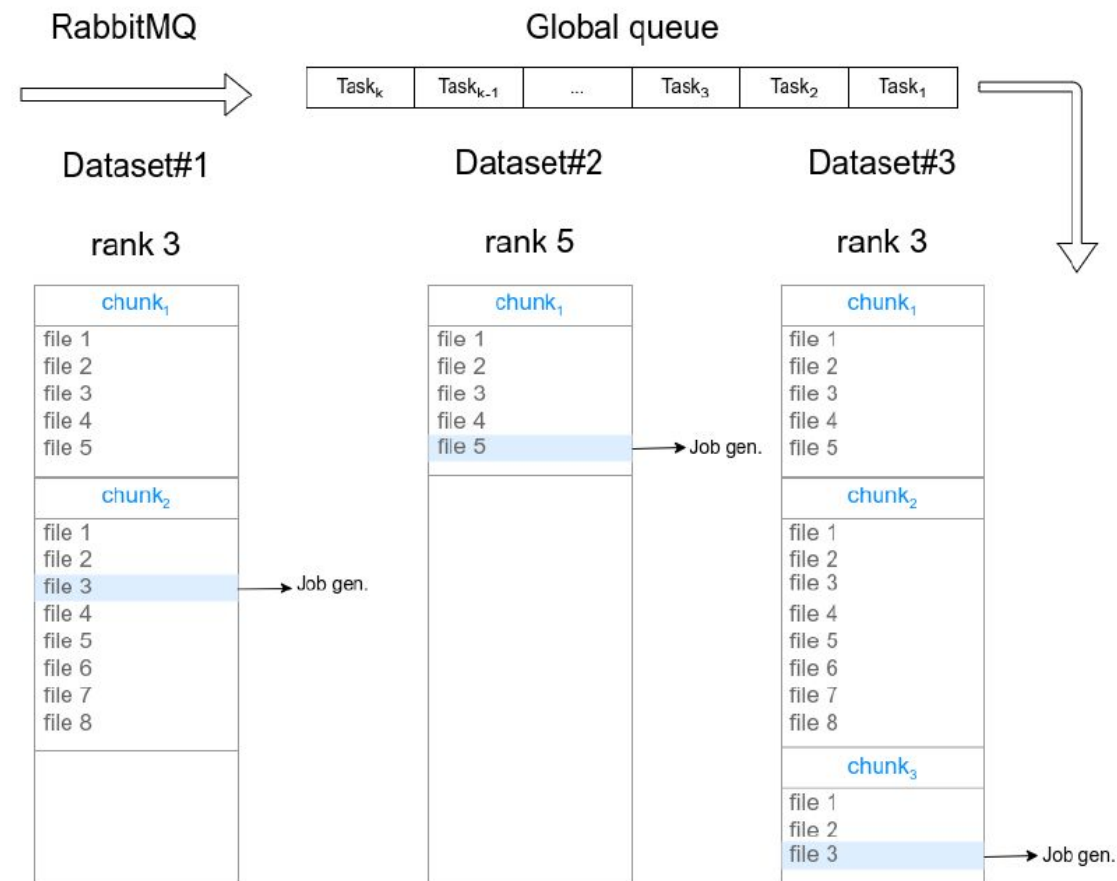 RabbitMQ
Global queue
Taskₖ Taskₖ₋₁ ... Task₃ Task₂ Task₁
Dataset#1
rank 3
chunk₁
file 1
file 2
file 3
file 4
file 5
chunk₂
file 1
file 2
file 3
Job gen.
file 4
file 5
file 6
file 7
file 8
Dataset#2
rank 5
chunk₁
file 1
file 2
file 3
file 4
file 5
Job gen.
Dataset#3
rank 3
chunk₁
file 1
file 2
file 3
file 4
file 5
chunk₂
file 1
file 2
file 3
file 4
file 5
file 6
file 7
file 8
chunk₃
file 1
file 2
file 3
Job gen.